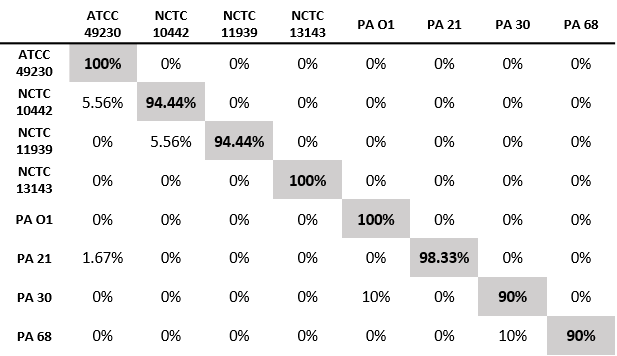 ATCC 49230 NCTC 10442 NCTC 11939 NCTC 13143 PA O1 PA 21 PA 30 PA 68
ATCC 49230 100% 0% 0% 0% 0% 0% 0% 0%
NCTC 10442 5.56% 94.44% 0% 0% 0% 0% 0% 0%
NCTC 11939 0% 5.56% 94.44% 0% 0% 0% 0% 0%
NCTC 13143 0% 0% 0% 100% 0% 0% 0% 0%
PA O1 0% 0% 0% 0% 100% 0% 0% 0%
PA 21 1.67% 0% 0% 0% 0% 98.33% 0% 0%
PA 30 0% 0% 0% 0% 10% 0% 90% 0%
PA 68 0% 0% 0% 0% 0% 0% 10% 90%